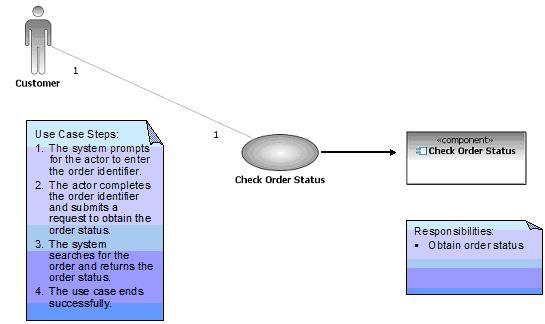 Customer
1
1
Check Order Status
«component»
Check Order Status
Use Case Steps:
1. The system prompts
for the actor to enter
the order identifier.
2. The actor completes
the order identifier
and submits a
request to obtain the
order status.
3. The system
searches for the
order and returns the
order status.
4. The use case ends
successfully.
Responsibilities:
▪ Obtain order status